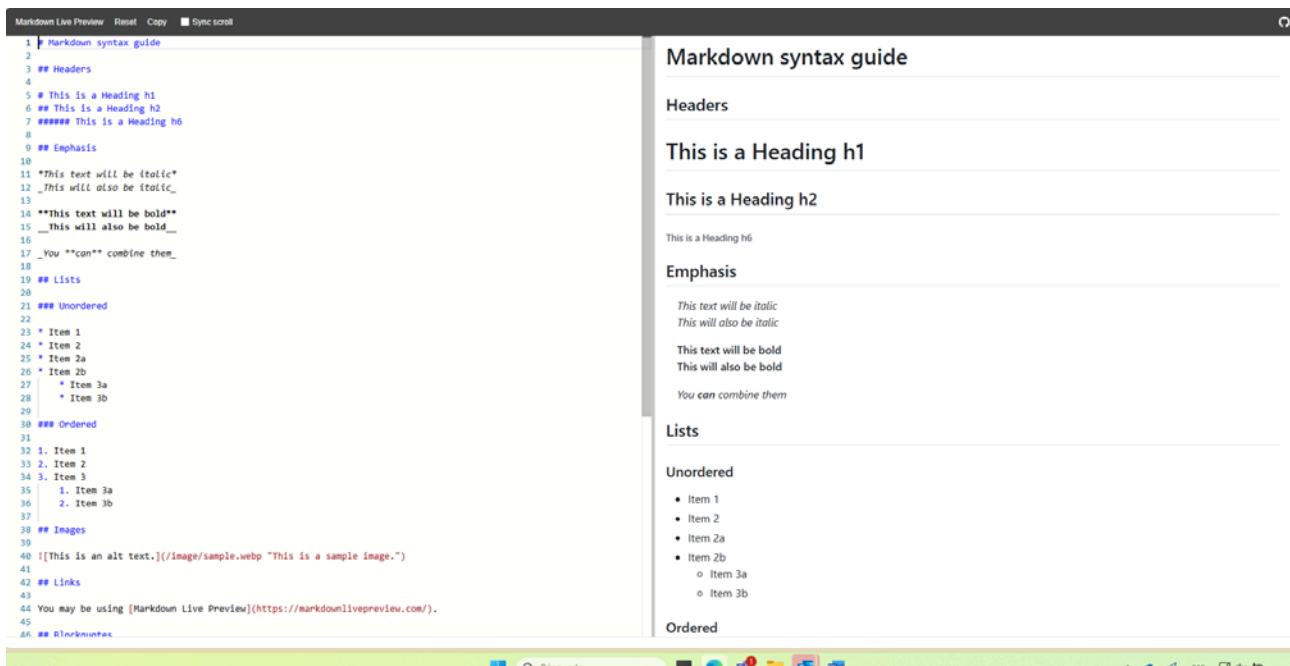 Markdown Live Preview Reset Copy Sync scroll
1 # Markdown syntax guide
2
3 ## Headers
4
5 # This is a Heading h1
6 ## This is a Heading h2
7 ###### This is a Heading h6
8
9 ## Emphasis
10
11 *This text will be italic*
12 _This will also be italic_
13
14 **This text will be bold**
15 __This will also be bold__
16
17 _You **can** combine them_
18
19 ## Lists
20
21 ### Unordered
22
23 * Item 1
24 * Item 2
25 * Item 2a
26 * Item 2b
27     * Item 3a
28     * Item 3b
29
30 ### Ordered
31
32 1. Item 1
33 2. Item 2
34 3. Item 3
35     1. Item 3a
36     2. Item 3b
37
38 ## Images
39
40 ![This is an alt text.](/image/sample.webp "This is a sample image.")
41
42 ## Links
43
44 You may be using [Markdown Live Preview](https://markdownlivepreview.com/).
45
46 ## Blockquotes
Markdown syntax guide
Headers
This is a Heading h1
This is a Heading h2
This is a Heading h6
Emphasis
This text will be italic
This will also be italic
This text will be bold
This will also be bold
You can combine them
Lists
Unordered
• Item 1
• Item 2
• Item 2a
• Item 2b
○ Item 3a
○ Item 3b
Ordered